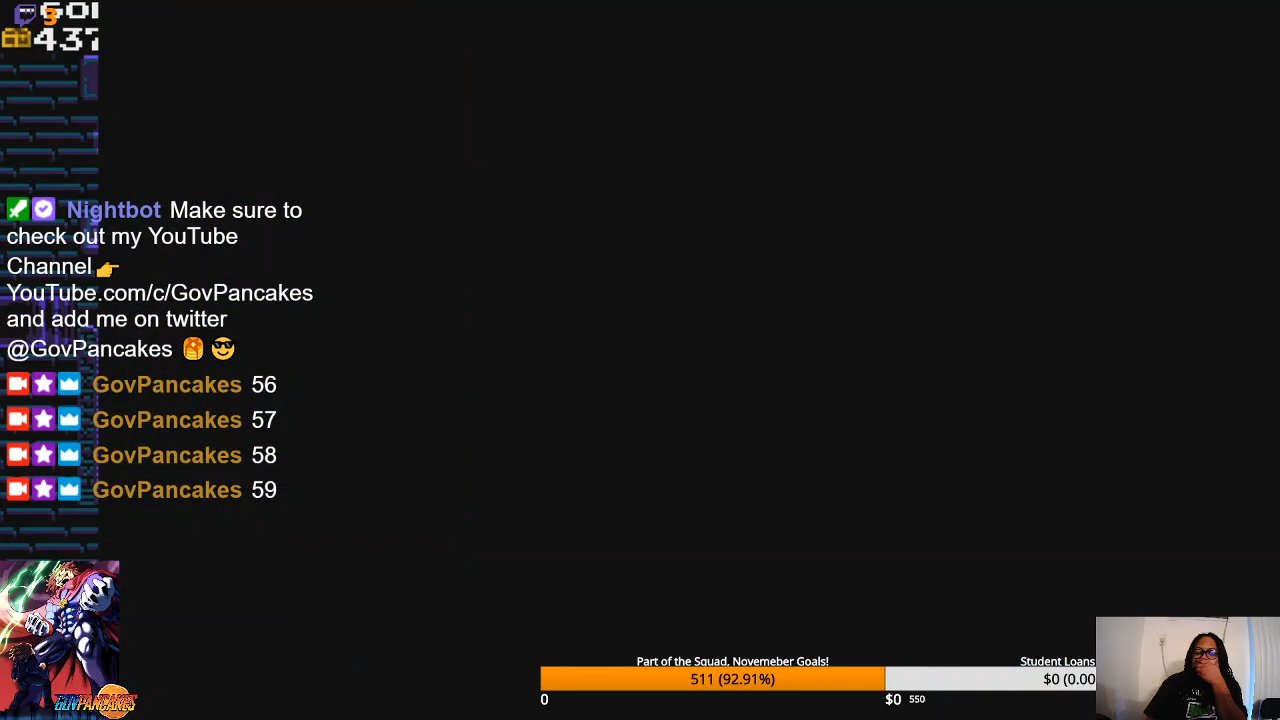 3
437
Nightbot Make sure to
check out my YouTube
Channel👉
YouTube.com/c/GovPancakes
and add me on twitter
@GovPancakes 🥞 😎
GovPancakes 56
GovPancakes 57
GovPancakes 58
GovPancakes 59
GOVPANCAKES
Part of the Squad, Novemeber Goals!
511 (92.91%)
0
550
Student Loans
$0 (0.00
$0